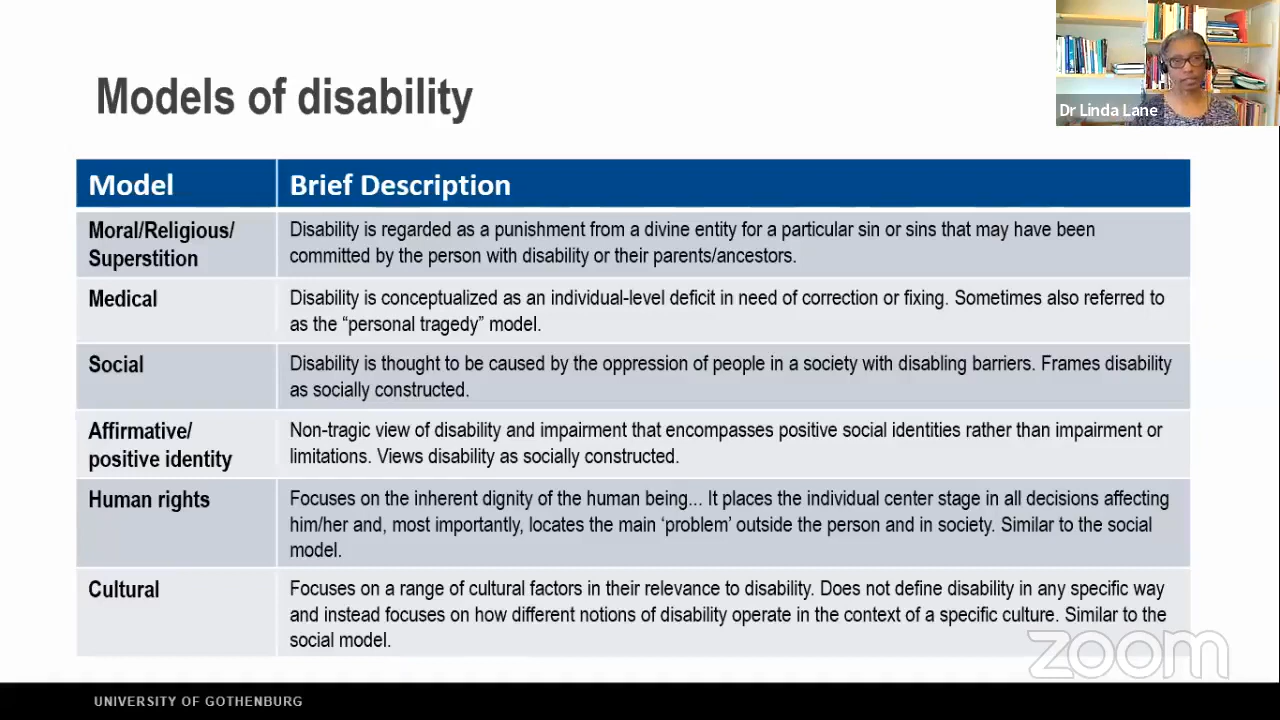 Dr Linda Lane
Models of disability
Model
Brief Description
Moral/Religious/
Superstition
Disability is regarded as a punishment from a divine entity for a particular sin or sins that may have been
committed by the person with disability or their parents/ancestors.
Medical
Disability is conceptualized as an individual-level deficit in need of correction or fixing. Sometimes also referred to
as the “personal tragedy” model.
Social
Disability is thought to be caused by the oppression of people in a society with disabling barriers. Frames disability
as socially constructed.
Affirmative/
positive identity
Non-tragic view of disability and impairment that encompasses positive social identities rather than impairment or
limitations. Views disability as socially constructed.
Human rights
Focuses on the inherent dignity of the human being... It places the individual center stage in all decisions affecting
him/her and, most importantly, locates the main ‘problem’ outside the person and in society. Similar to the social
model.
Cultural
Focuses on a range of cultural factors in their relevance to disability. Does not define disability in any specific way
and instead focuses on how different notions of disability operate in the context of a specific culture. Similar to the
social model.
zoom
UNIVERSITY OF GOTHENBURG